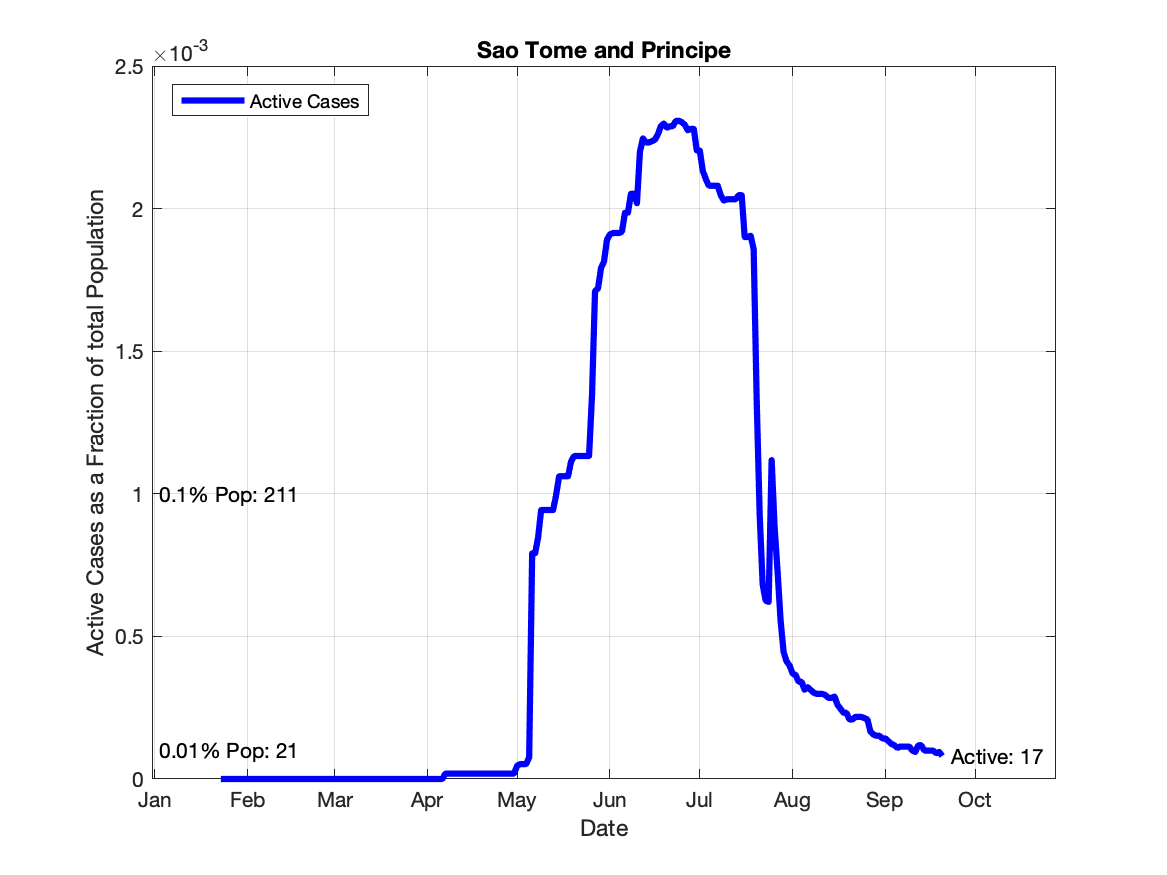 ×10-3
Sao Tome and Principe
2.5
Active Cases
2
1.5
1
0.1% Pop: 211
0.5
0.01% Pop: 21
0
Active: 17
Active Cases as a Fraction of total Population
Jan Feb Mar Apr May Jun Jul Aug Sep Oct
Date